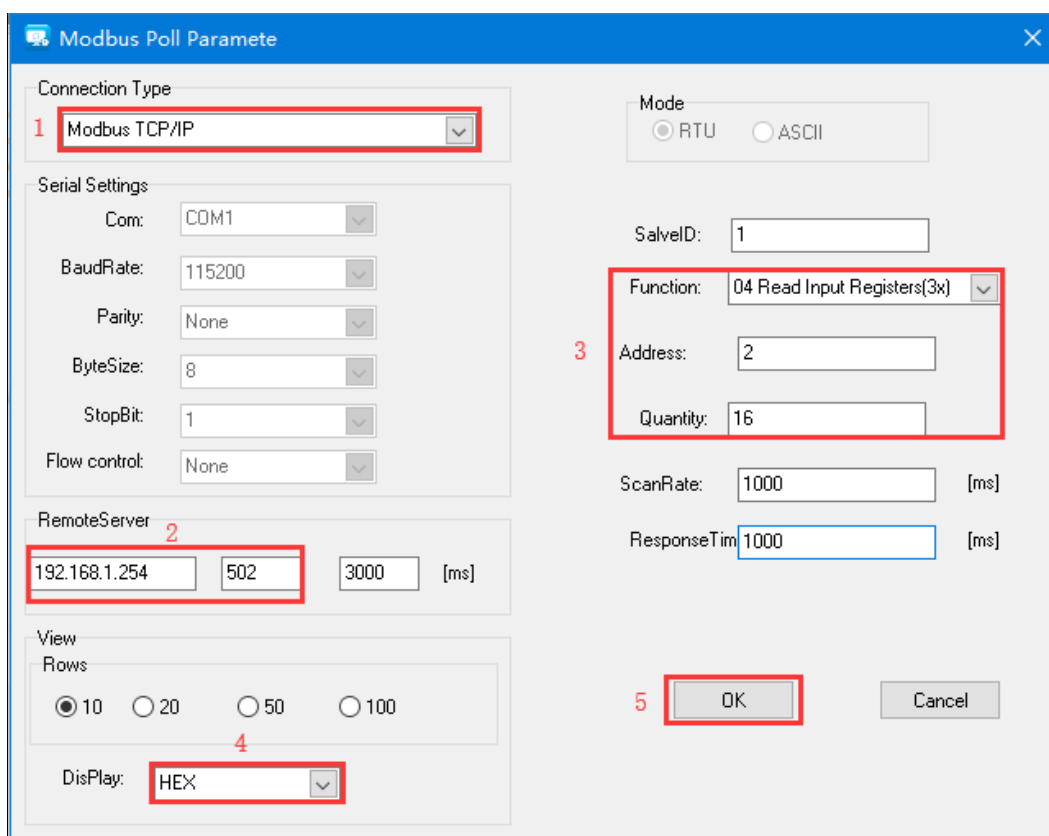 Modbus Poll Paramete
Connection Type
1 Modbus TCP/IP
Mode
RTU ASCII
Serial Settings
Com: COM1
BaudRate: 115200
Parity: None
ByteSize: 8
StopBit: 1
Flow control: None
SalveID: 1
Function: 04 Read Input Registers(3x)
3 Address: 2
Quantity: 16
ScanRate: 1000 [ms]
ResponseTim 1000 [ms]
RemoteServer
2
192.168.1.254 502 3000 [ms]
View
Rows
10 20 50 100
4
DisPlay: HEX
5 OK Cancel